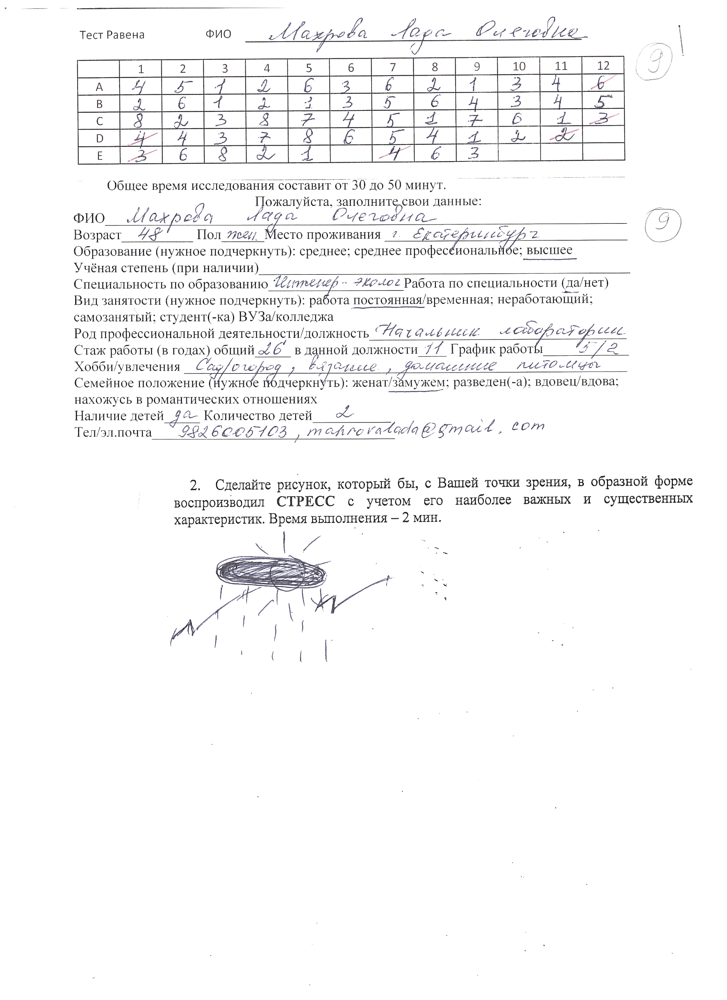 Тест Равена ФИО Махрова Лада Олеговна
9
1 2 3 4 5 6 7 8 9 10 11 12
A 4 5 1 2 6 3 6 2 1 3 4 6
B 2 6 1 2 1 3 5 6 4 3 4 5
C 8 2 3 8 7 4 5 1 7 6 1 3
D 4 4 3 7 8 6 5 4 1 2 2
E 3 6 8 2 1 4 6 3
Общее время исследования составит от 30 до 50 минут.
Пожалуйста, заполните свои данные:
ФИО Махрова Лада Олеговна
9
Возраст 48 Пол жен. Место проживания г. Екатеринбург
Образование (нужное подчеркнуть): среднее; среднее профессиональное; высшее
Учёная степень (при наличии)
Специальность по образованию Инженер-эколог Работа по специальности (да/нет)
Вид занятости (нужное подчеркнуть): работа постоянная/временная; неработающий;
самозанятый; студент(-ка) ВУЗа/колледжа
Род профессиональной деятельности/должность Начальник лаборатории
Стаж работы (в годах) общий 26 в данной должности 11 График работы 5/2
Хобби/увлечения Сад/огород, вязание, домашние питомцы
Семейное положение (нужное подчеркнуть): женат/замужем; разведен(-а); вдовец/вдова;
нахожусь в романтических отношениях
Наличие детей да Количество детей 2
Тел/эл.почта 9826005103, mahrovalada@gmail.com
2. Сделайте рисунок, который бы, с Вашей точки зрения, в образной форме
воспроизводил СТРЕСС с учетом его наиболее важных и существенных
характеристик. Время выполнения – 2 мин.